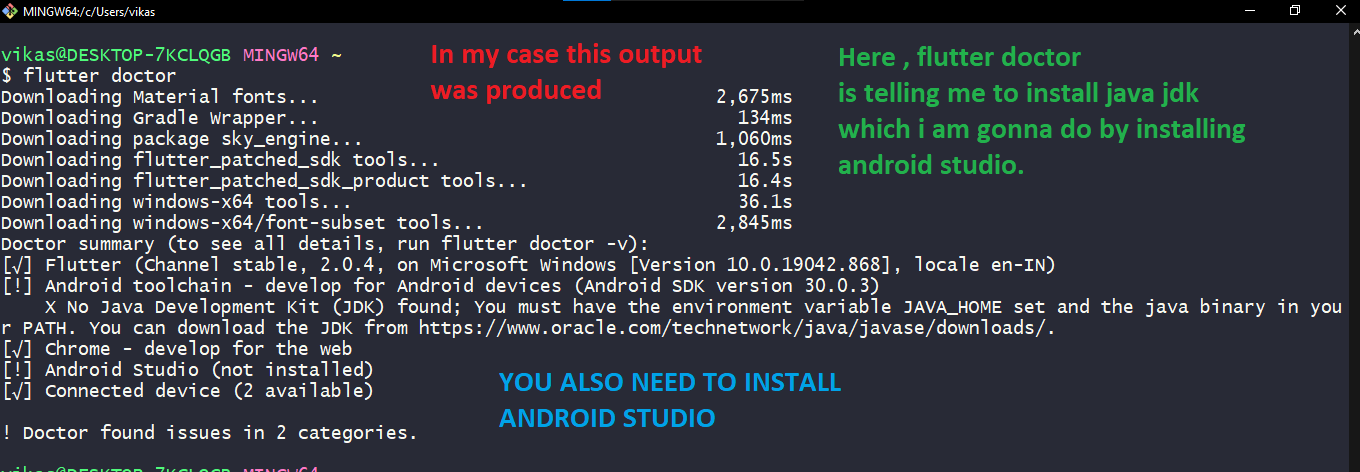 MINGW64:/c/Users/vikas
vikas@DESKTOP-7KCLQGB MINGW64 ~
$ flutter doctor
Downloading Material fonts... 2,675ms
Downloading Gradle Wrapper... 134ms
Downloading package sky_engine... 1,060ms
Downloading flutter_patched_sdk tools... 16.5s
Downloading flutter_patched_sdk_product tools... 16.4s
Downloading windows-x64 tools... 36.1s
Downloading windows-x64/font-subset tools... 2,845ms
Doctor summary (to see all details, run flutter doctor -v):
[√] Flutter (Channel stable, 2.0.4, on Microsoft Windows [Version 10.0.19042.868], locale en-IN)
[!] Android toolchain - develop for Android devices (Android SDK version 30.0.3)
X No Java Development Kit (JDK) found; You must have the environment variable JAVA_HOME set and the java binary in you
r PATH. You can download the JDK from https://www.oracle.com/technetwork/java/javase/downloads/.
[√] Chrome - develop for the web
[!] Android Studio (not installed)
[√] Connected device (2 available)
! Doctor found issues in 2 categories.
vikas@DESKTOP-7KCLQGB MINGW64
In my case this output
was produced
Here , flutter doctor
is telling me to install java jdk
which i am gonna do by installing
android studio.
YOU ALSO NEED TO INSTALL
ANDROID STUDIO